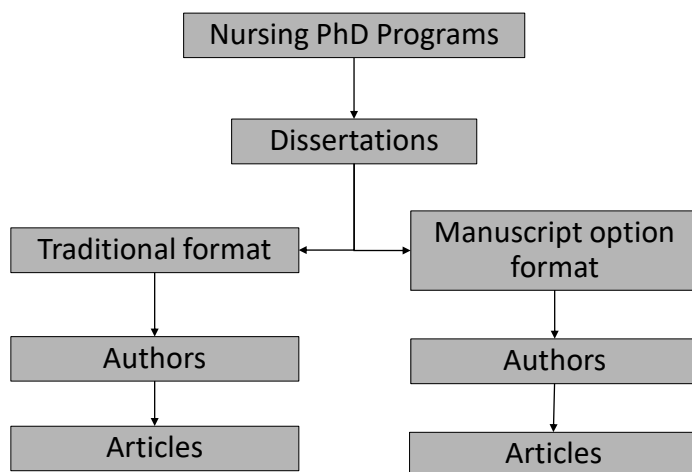 Nursing PhD Programs
Dissertations
Traditional format
Manuscript option
format
Authors
Authors
Articles
Articles